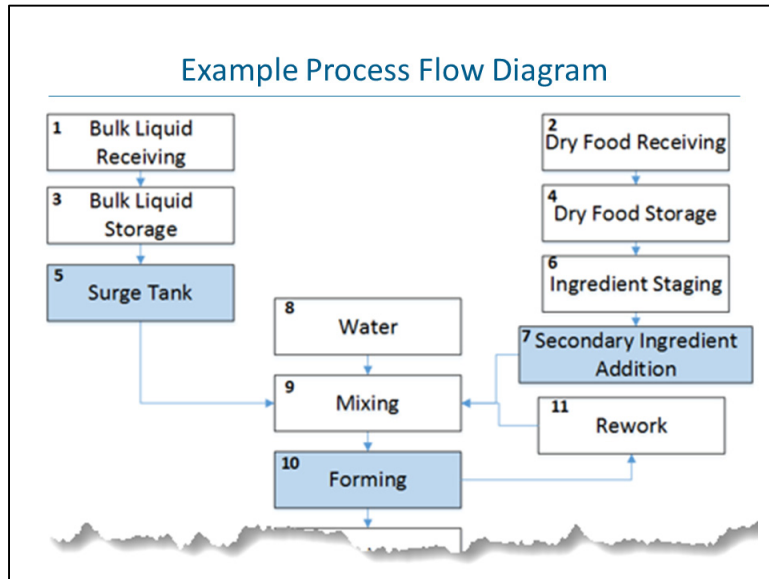 Example Process Flow Diagram
1 Bulk Liquid
Receiving
2
Dry Food Receiving
3 Bulk Liquid
Storage
4
Dry Food Storage
5
Surge Tank
6
Ingredient Staging
7 Secondary Ingredient
Addition
8
Water
9
Mixing
10
Forming
11
Rework